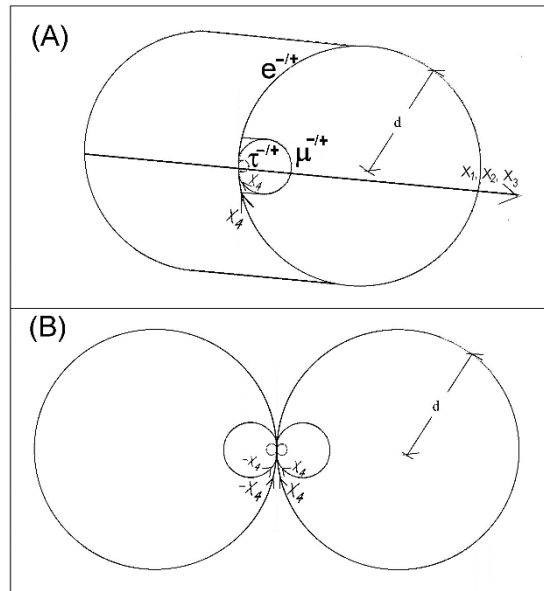 (A)
e⁻ᐟ⁺
d
τ⁻ᐟ⁺ μ⁻ᐟ⁺
X₁, X₂, X₃
X₄
X₄
(B)
d
-X₄ X₄
-X₄ X₄